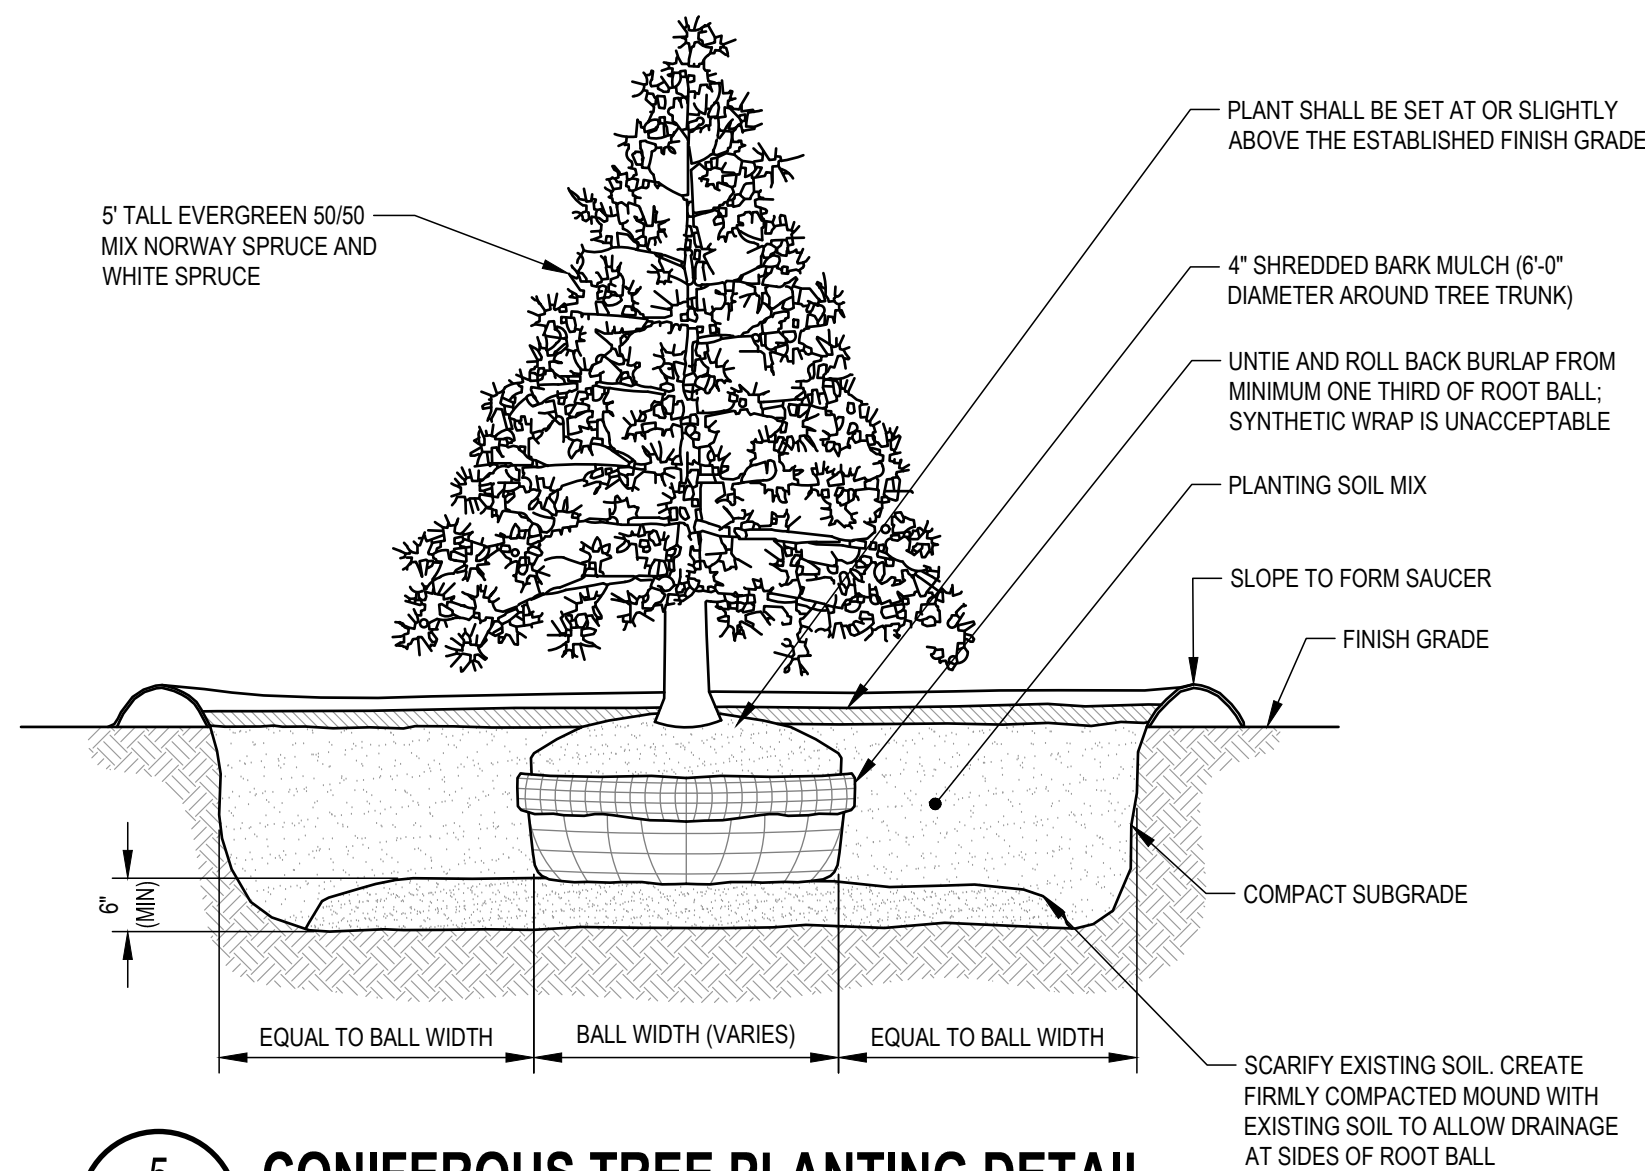 PLANT SHALL BE SET AT OR SLIGHTLY
ABOVE THE ESTABLISHED FINISH GRADE
5' TALL EVERGREEN 50/50
MIX NORWAY SPRUCE AND
WHITE SPRUCE
4" SHREDDED BARK MULCH (6'-0"
DIAMETER AROUND TREE TRUNK)
UNTIE AND ROLL BACK BURLAP FROM
MINIMUM ONE THIRD OF ROOT BALL;
SYNTHETIC WRAP IS UNACCEPTABLE
PLANTING SOIL MIX
SLOPE TO FORM SAUCER
FINISH GRADE
6"
(MIN)
COMPACT SUBGRADE
EQUAL TO BALL WIDTH
BALL WIDTH (VARIES)
EQUAL TO BALL WIDTH
SCARIFY EXISTING SOIL. CREATE
FIRMLY COMPACTED MOUND WITH
EXISTING SOIL TO ALLOW DRAINAGE
AT SIDES OF ROOT BALL
5
CONIFEROUS TREE PLANTING DETAIL